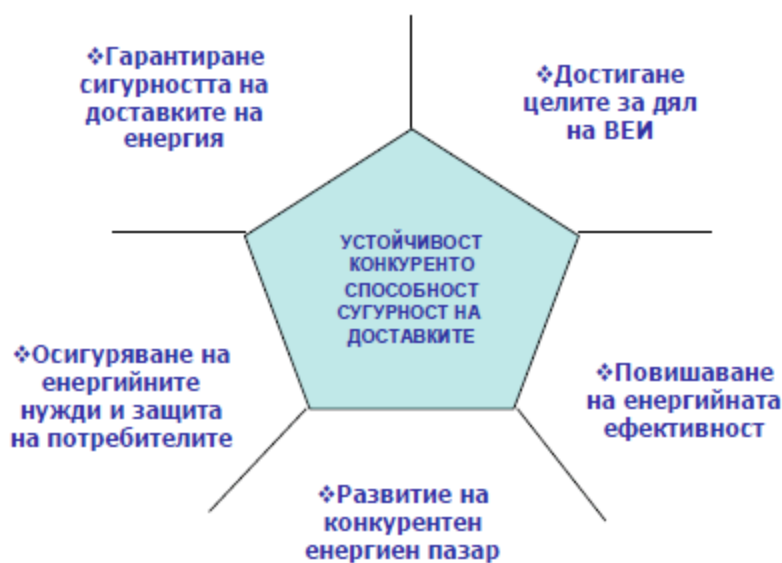 ❖Гарантиране
сигурността на
доставките на
енергия
❖Достигане
целите за дял
на ВЕИ
УСТОЙЧИВОСТ
КОНКУРЕНТО
СПОСОБНОСТ
СУГУРНОСТ НА
ДОСТАВКИТЕ
❖Осигуряване на
енергийните
нужди и защита
на потребителите
❖Повишаване
на енергийната
ефективност
❖Развитие на
конкурентен
енергиен пазар